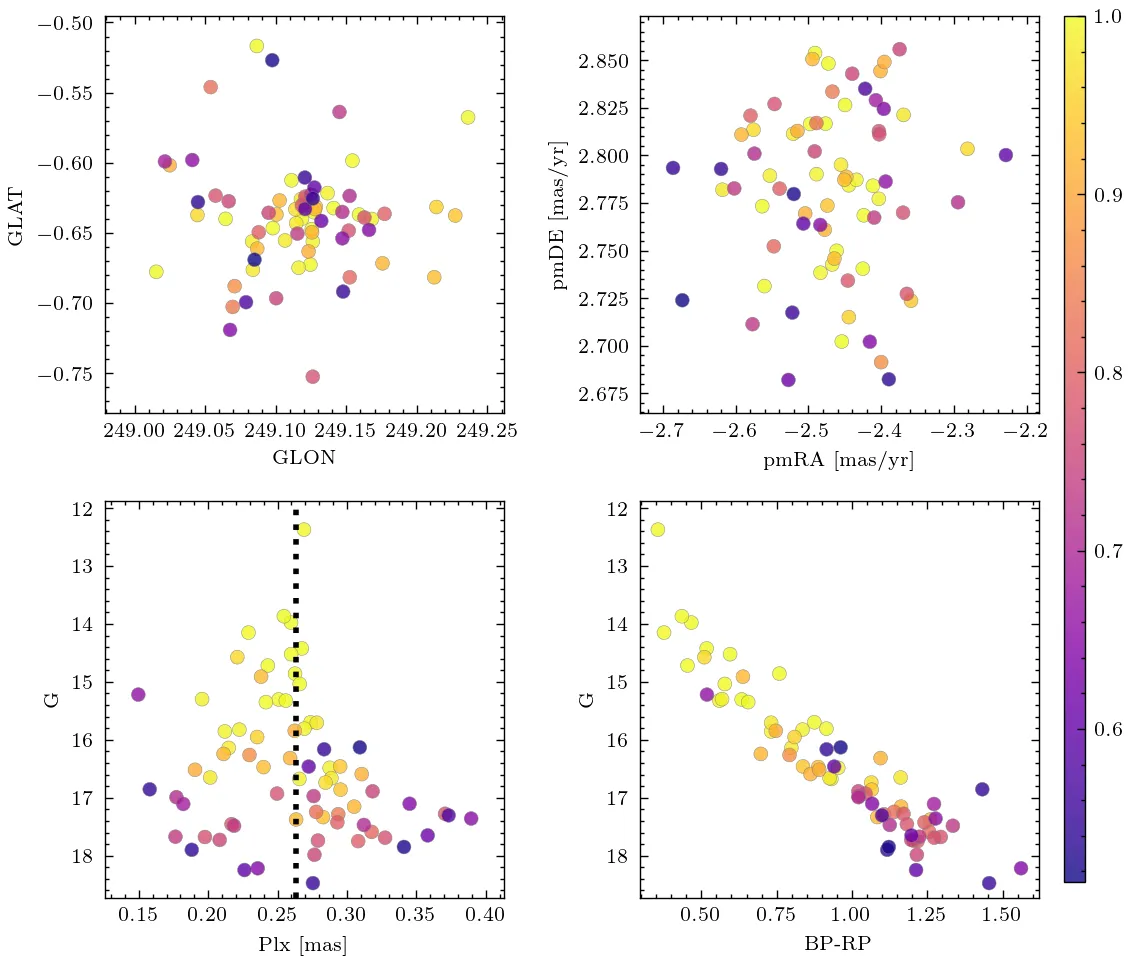 −0.50
−0.55
−0.60
−0.65
−0.70
−0.75
GLAT
249.00 249.05 249.10 249.15 249.20 249.25
GLON
2.850
2.825
2.800
2.775
2.750
2.725
2.700
2.675
pmDE [mas/yr]
−2.7 −2.6 −2.5 −2.4 −2.3 −2.2
pmRA [mas/yr]
1.0
0.9
0.8
0.7
0.6
12
13
14
15
16
17
18
G
0.15 0.20 0.25 0.30 0.35 0.40
Plx [mas]
12
13
14
15
16
17
18
G
0.50 0.75 1.00 1.25 1.50
BP-RP